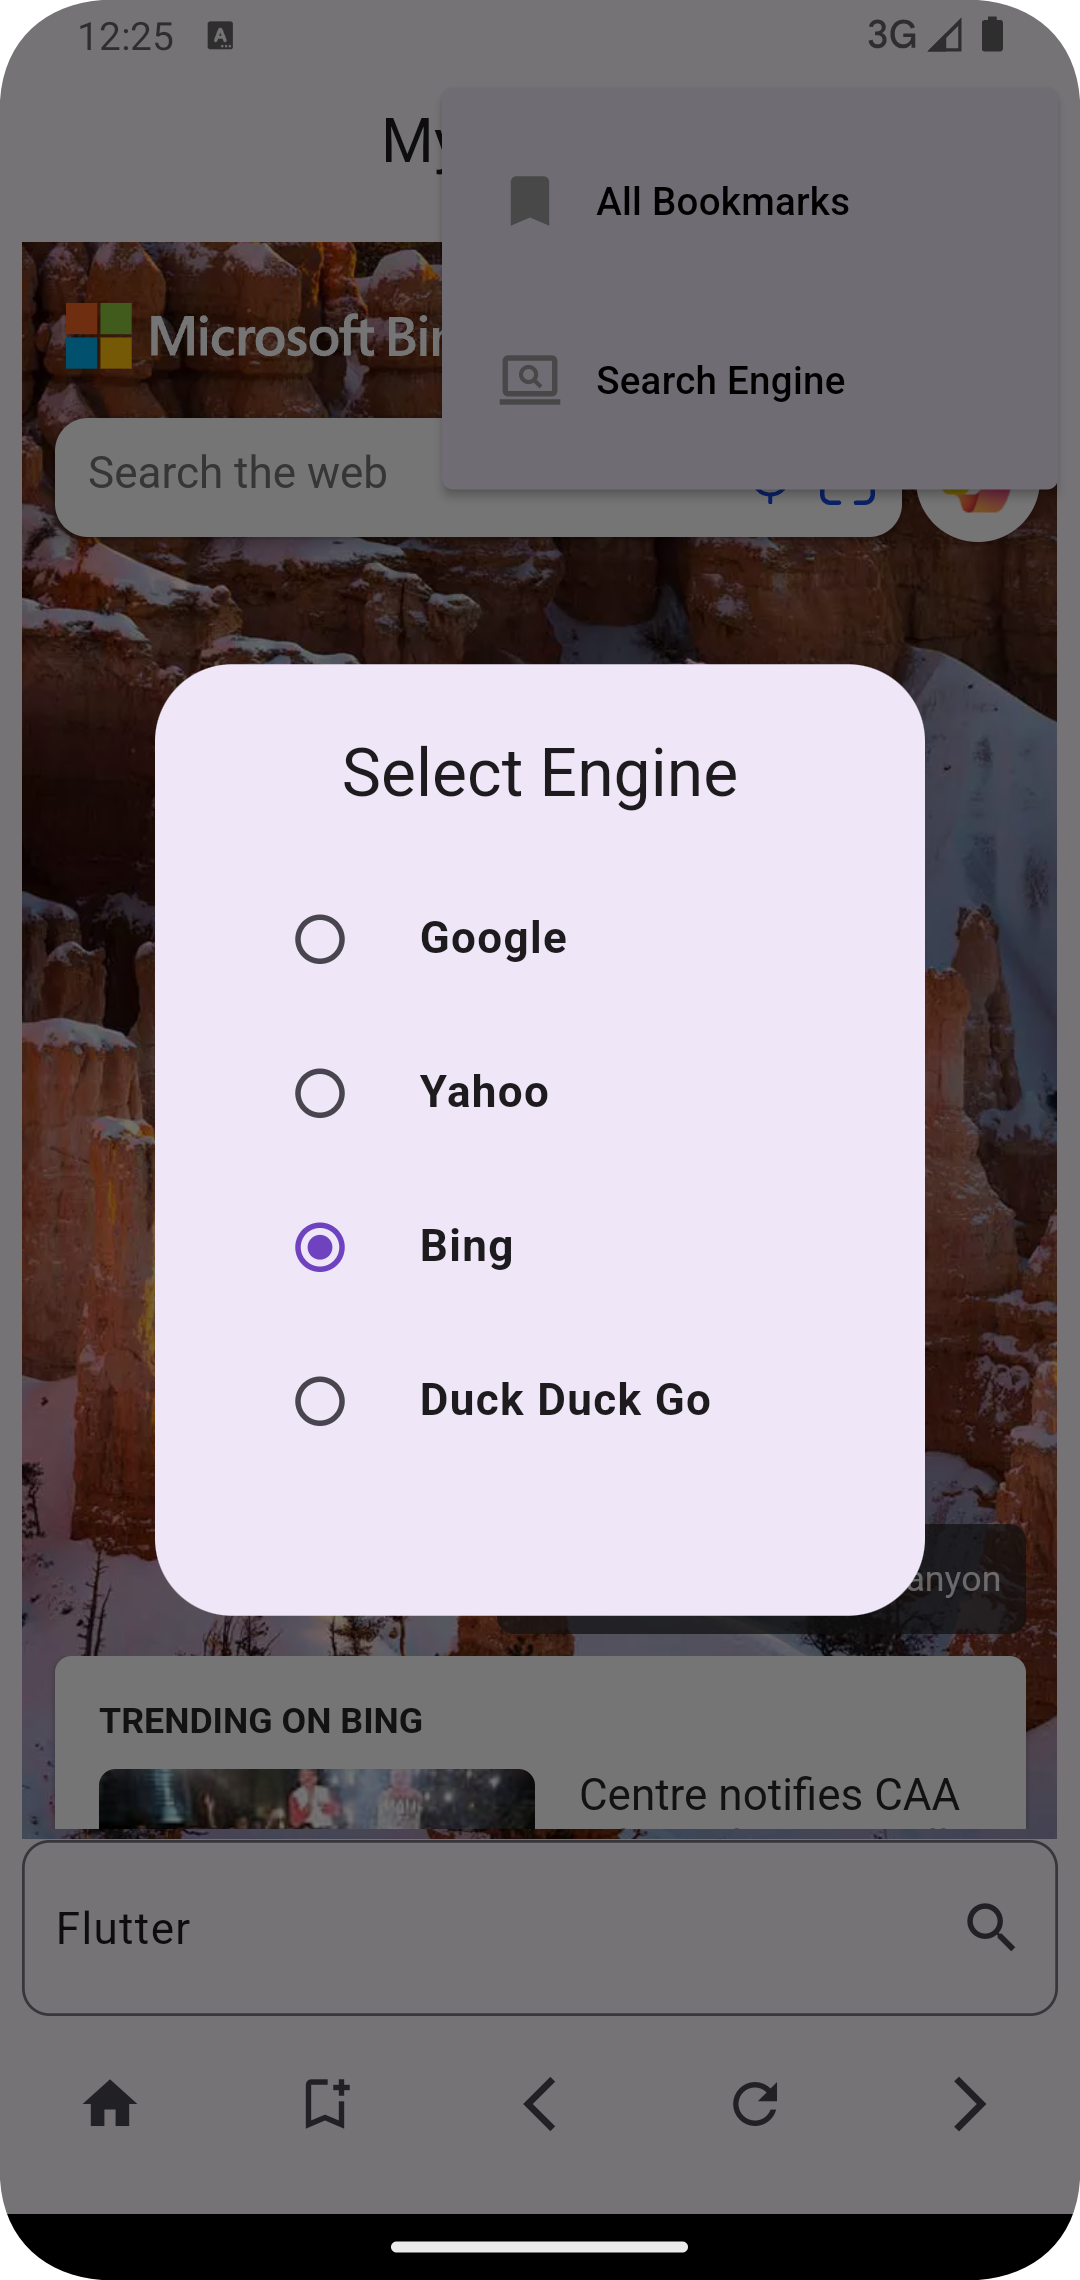 12:25
3G
My
All Bookmarks
Microsoft Bin
Search Engine
Search the web
Select Engine
Google
Yahoo
Bing
Duck Duck Go
anyon
TRENDING ON BING
Centre notifies CAA
Flutter